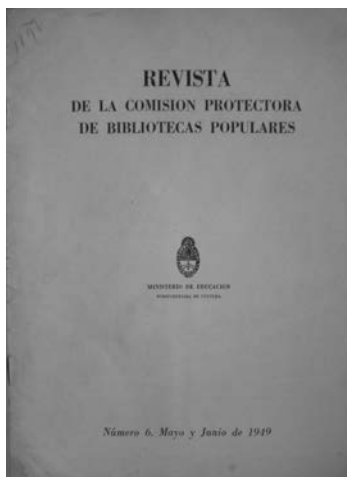 REVISTA
DE LA COMISION PROTECTORA
DE BIBLIOTECAS POPULARES
MINISTERIO DE EDUCACION
Número 6. Mayo y Junio de 1949